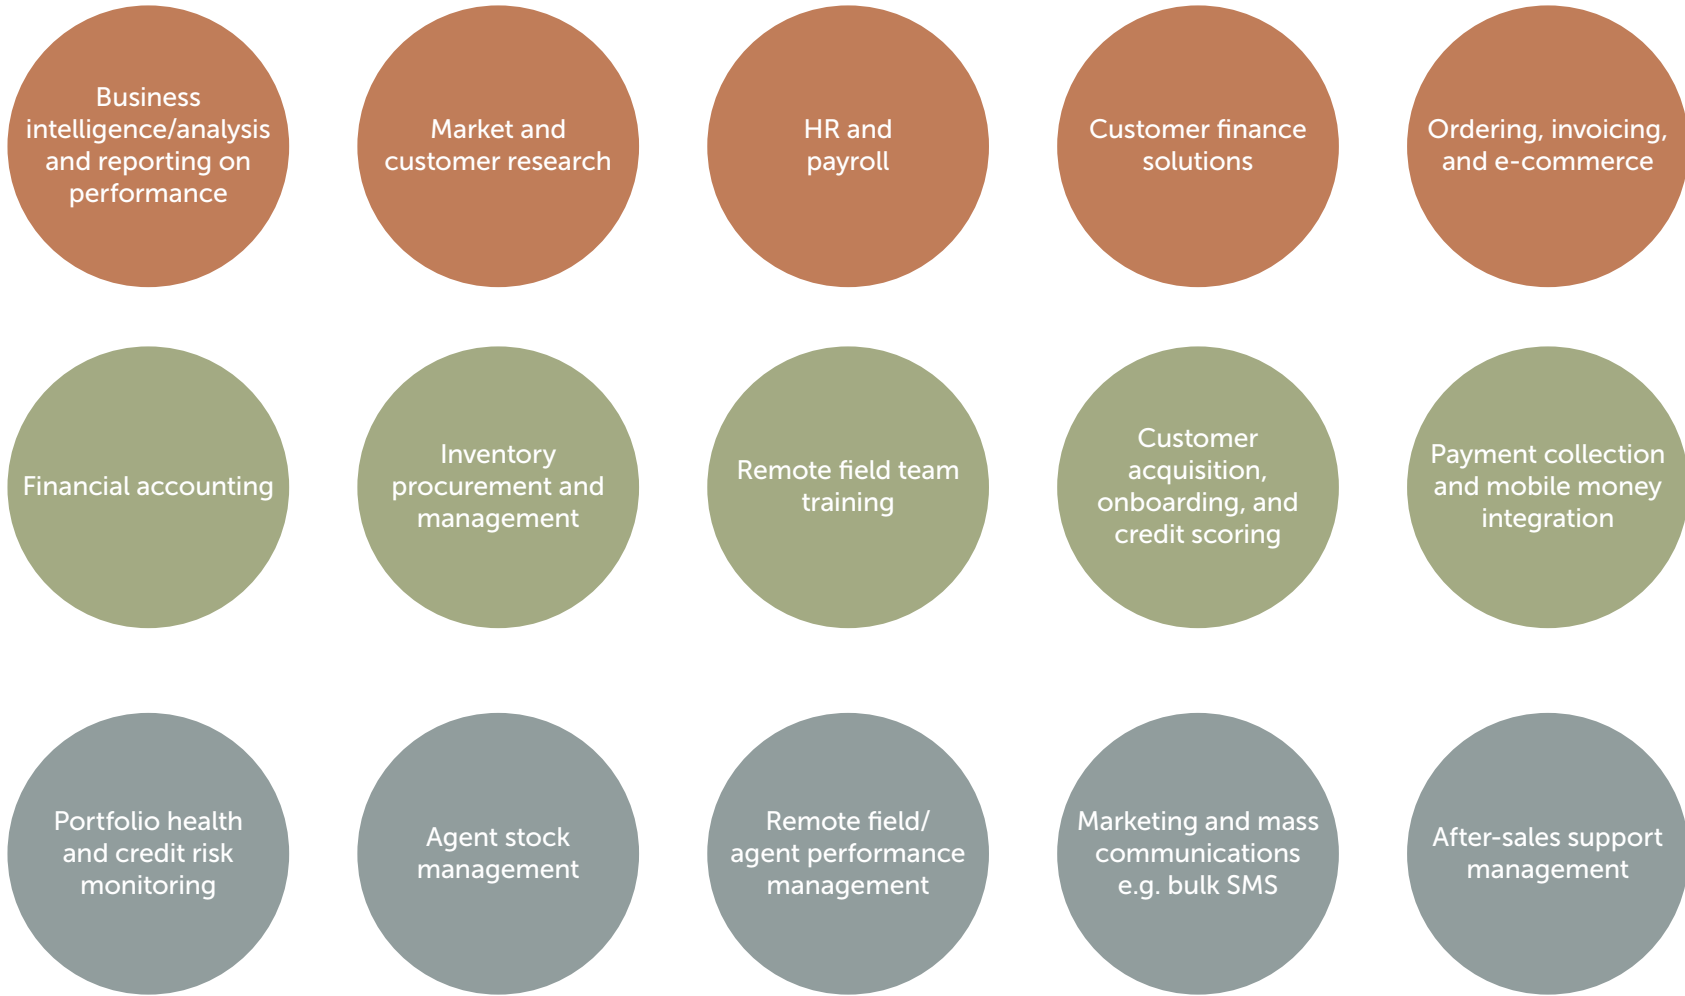 Business
intelligence/analysis
and reporting on
performance
Market and
customer research
HR and
payroll
Customer finance
solutions
Ordering, invoicing,
and e-commerce
Financial accounting
Inventory
procurement and
management
Remote field team
training
Customer
acquisition,
onboarding, and
credit scoring
Payment collection
and mobile money
integration
Portfolio health
and credit risk
monitoring
Agent stock
management
Remote field/
agent performance
management
Marketing and mass
communications
e.g. bulk SMS
After-sales support
management